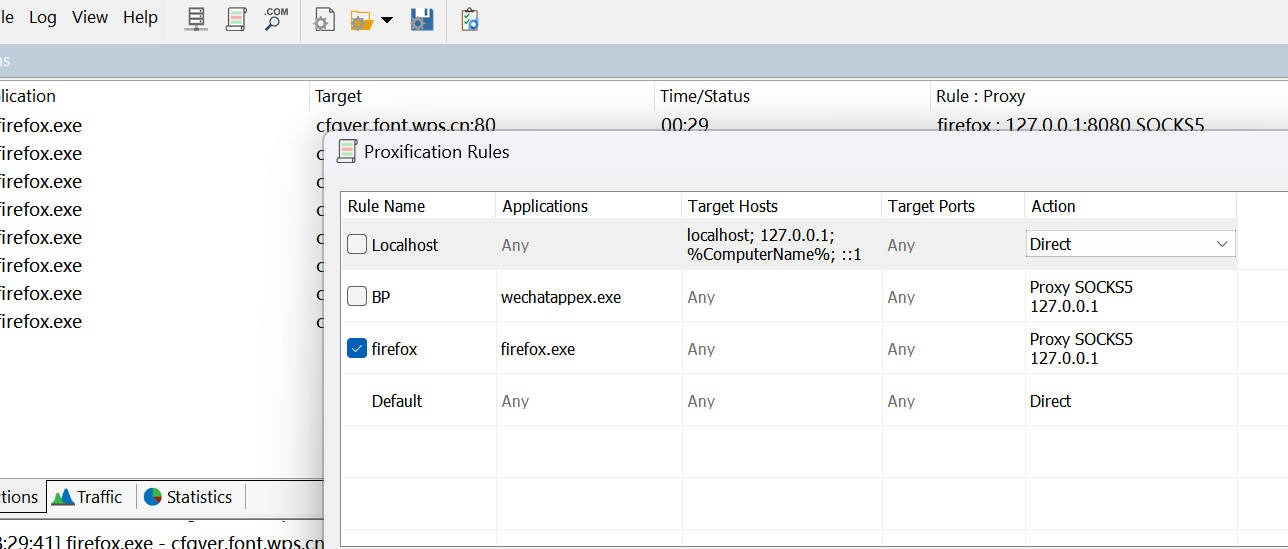 Log View Help .COM
lication Target Time/Status Rule : Proxy
firefox.exe cfgver.font.wps.cn:80 00:29 firefox : 127.0.0.1:8080 SOCKS5
firefox.exe
firefox.exe
firefox.exe
firefox.exe
firefox.exe
firefox.exe
firefox.exe
Proxification Rules
Rule Name Applications Target Hosts Target Ports Action
Localhost Any localhost; 127.0.0.1; Any Direct
%ComputerName%; ::1
BP wechatappex.exe Any Any Proxy SOCKS5
127.0.0.1
firefox firefox.exe Any Any Proxy SOCKS5
127.0.0.1
Default Any Any Any Direct
tions Traffic Statistics
:29:41] firefox.exe - cfgver.font.wps.cn